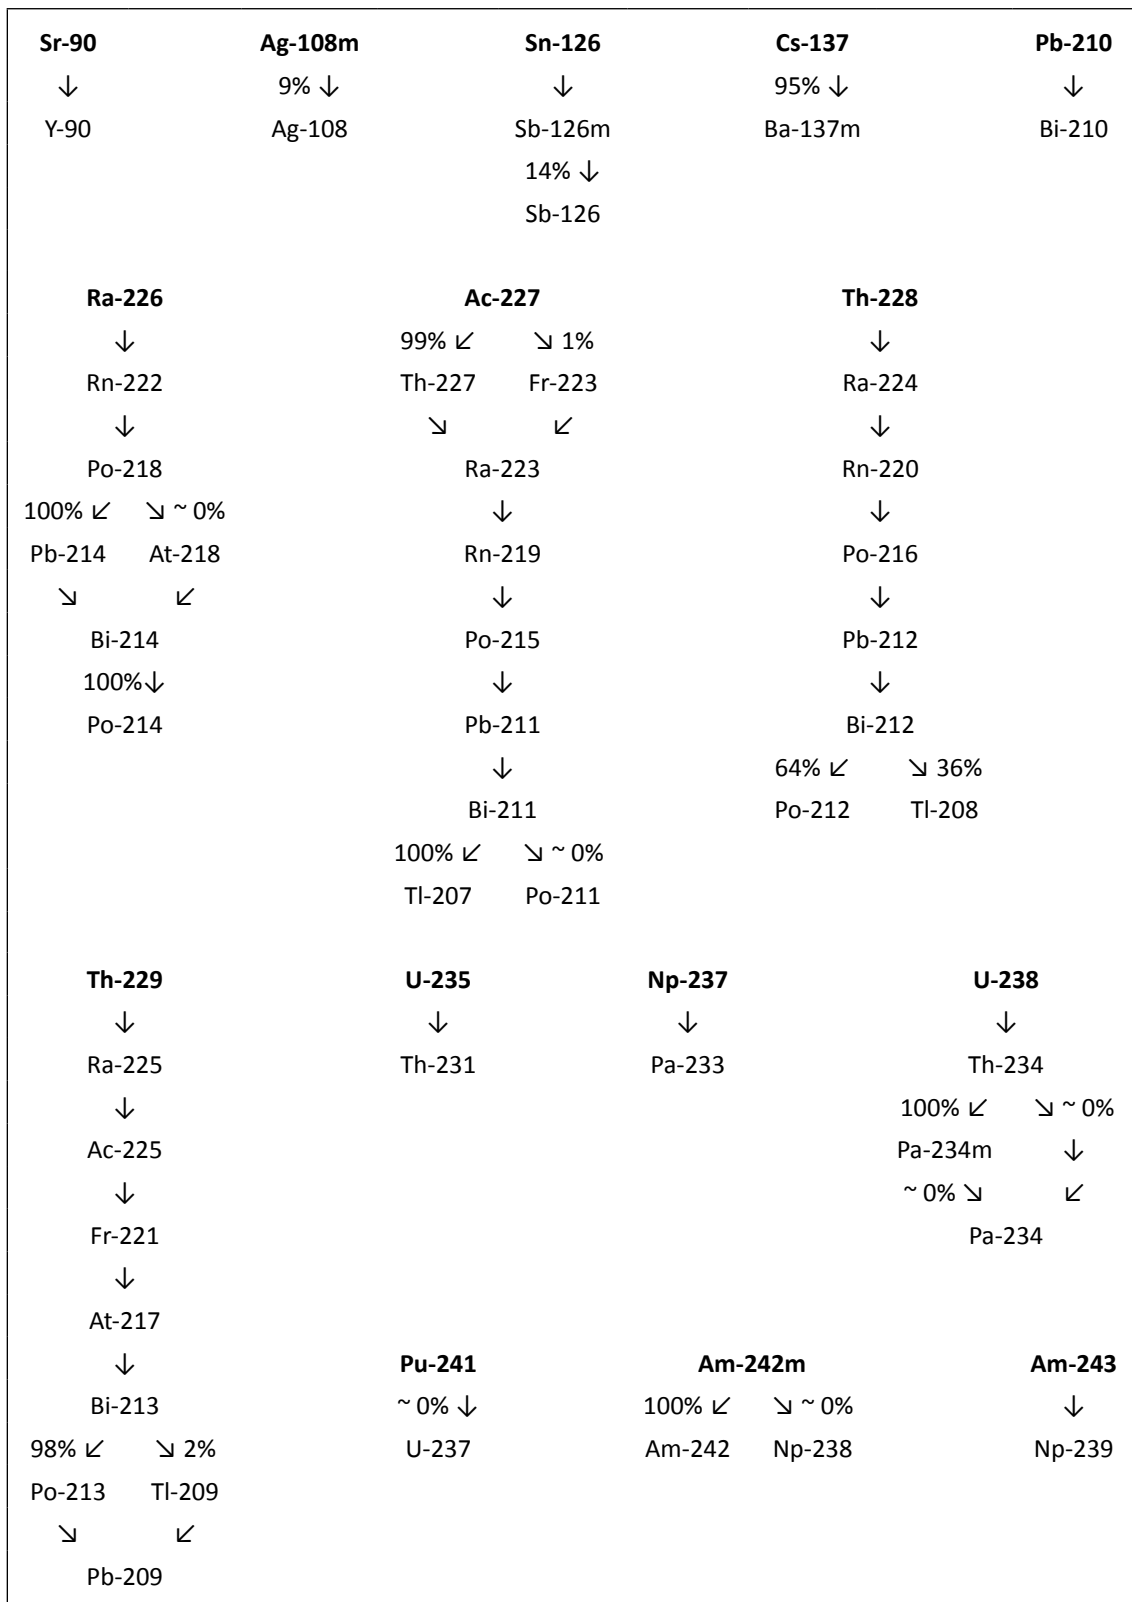 Sr-90 Ag-108m Sn-126 Cs-137 Pb-210
↓ 9% ↓ ↓ 95% ↓ ↓
Y-90 Ag-108 Sb-126m Ba-137m Bi-210
14% ↓
Sb-126
Ra-226 Ac-227 Th-228
↓ 99% ↙ ↘ 1% ↓
Rn-222 Th-227 Fr-223 Ra-224
↓ ↘ ↙ ↓
Po-218 Ra-223 Rn-220
100% ↙ ↘ ~ 0% ↓ ↓
Pb-214 At-218 Rn-219 Po-216
↘ ↙ ↓ ↓
Bi-214 Po-215 Pb-212
100%↓ ↓ ↓
Po-214 Pb-211 Bi-212
↓ 64% ↙ ↘ 36%
Bi-211 Po-212 Tl-208
100% ↙ ↘ ~ 0%
Tl-207 Po-211
Th-229 U-235 Np-237 U-238
↓ ↓ ↓ ↓
Ra-225 Th-231 Pa-233 Th-234
↓ 100% ↙ ↘ ~ 0%
Ac-225 Pa-234m ↓
↓ ~ 0% ↘ ↙
Fr-221 Pa-234
↓
At-217
↓ Pu-241 Am-242m Am-243
Bi-213 ~ 0% ↓ 100% ↙ ↘ ~ 0% ↓
98% ↙ ↘ 2% U-237 Am-242 Np-238 Np-239
Po-213 Tl-209
↘ ↙
Pb-209